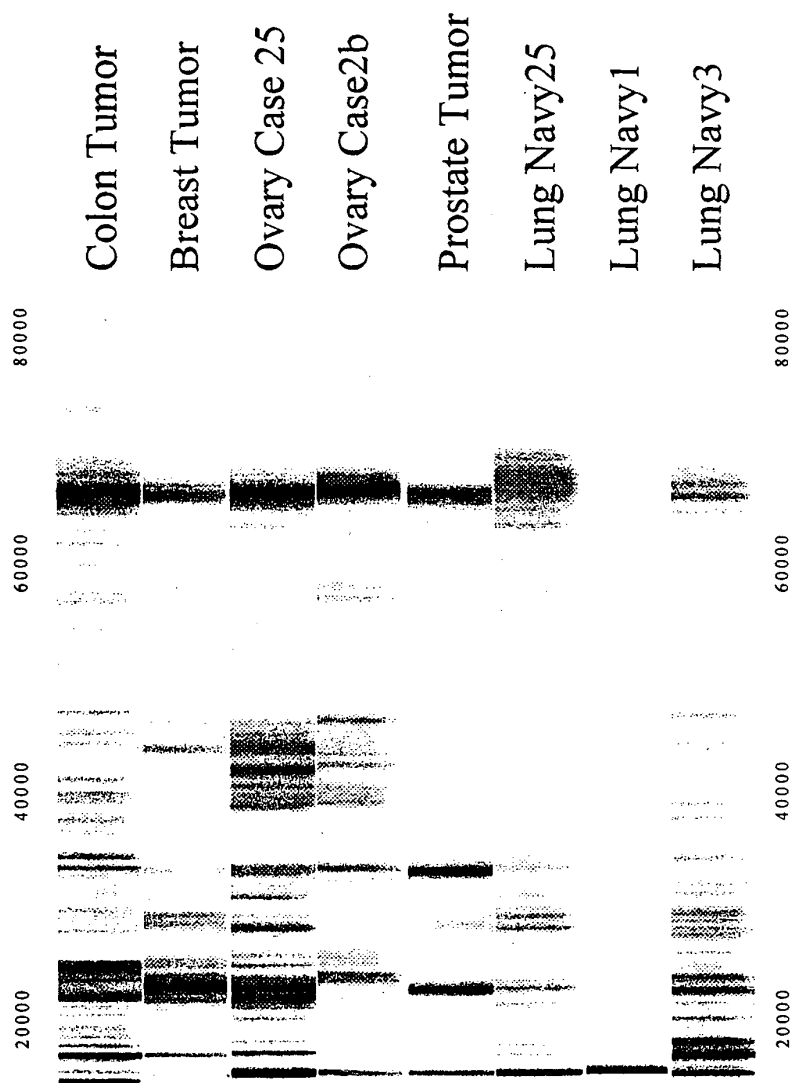 Colon Tumor
Breast Tumor
Ovary Case 25
Ovary Case2b
Prostate Tumor
Lung Navy25
Lung Navy1
Lung Navy3
80000
80000
60000
60000
40000
40000
20000
20000